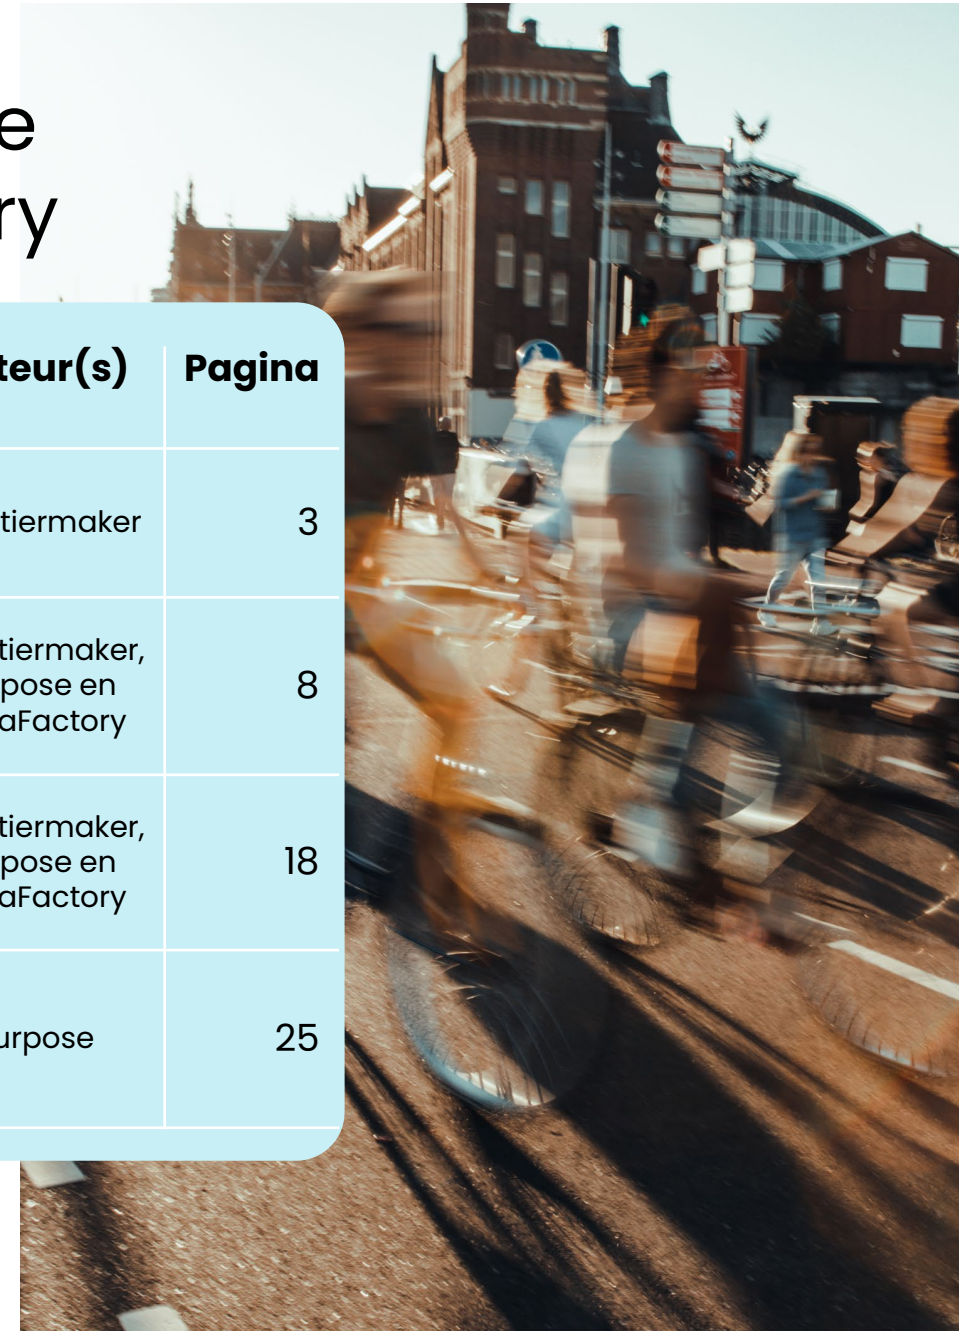 e
ry
teur(s) Pagina
tiermaker 3
tiermaker,
pose en 8
aFactory
tiermaker,
pose en 18
aFactory
urpose 25